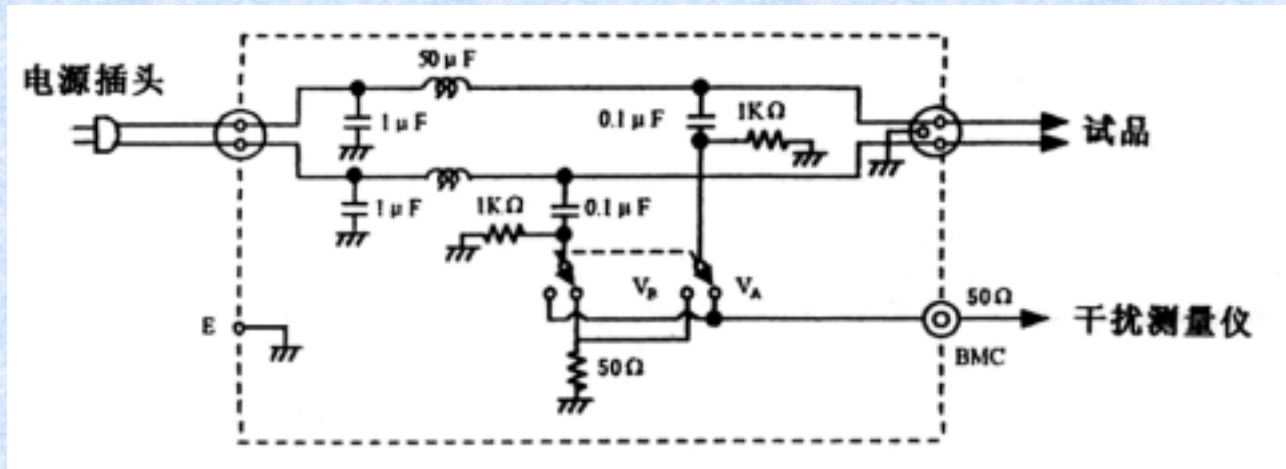 50μF
电源插头
1μF
0.1μF
1KΩ
试品
1μF
1KΩ
0.1μF
V_B
V_A
50Ω
干扰测量仪
E
BMC
50Ω